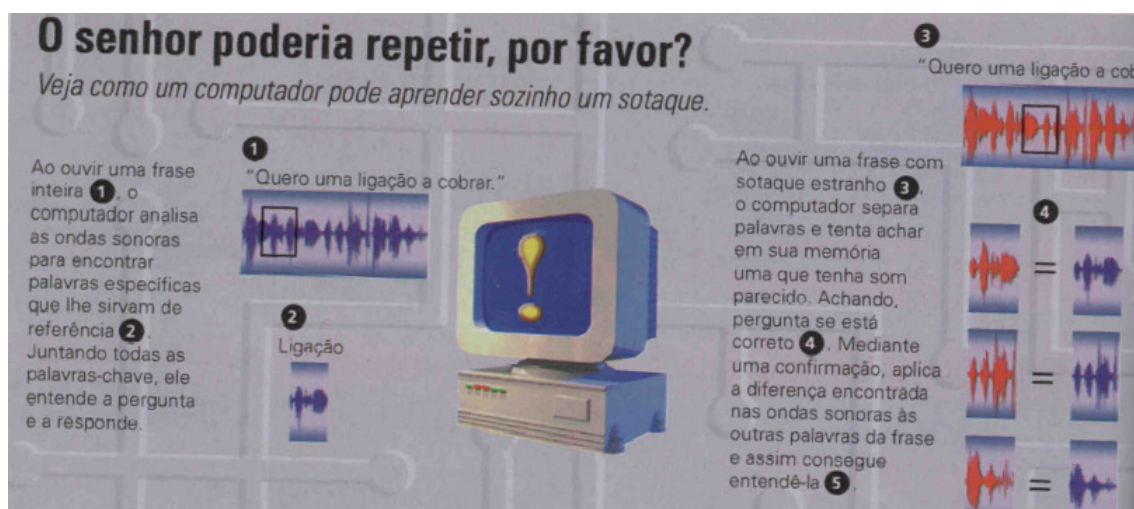 O senhor poderia repetir, por favor?
Veja como um computador pode aprender sozinho um sotaque.
Ao ouvir uma frase
inteira 1, o
computador analisa
as ondas sonoras
para encontrar
palavras específicas
que lhe sirvam de
referência 2.
Juntando todas as
palavras-chave, ele
entende a pergunta
e a responde.
1
"Quero uma ligação a cobrar."
2
Ligação
Ao ouvir uma frase com
sotaque estranho 3,
o computador separa
palavras e tenta achar
em sua memória
uma que tenha som
parecido. Achando,
pergunta se está
correto 4. Mediante
uma confirmação, aplica
a diferença encontrada
nas ondas sonoras às
outras palavras da frase
e assim consegue
entendê-la 5.
3
"Quero uma ligação a
4
=
=
=